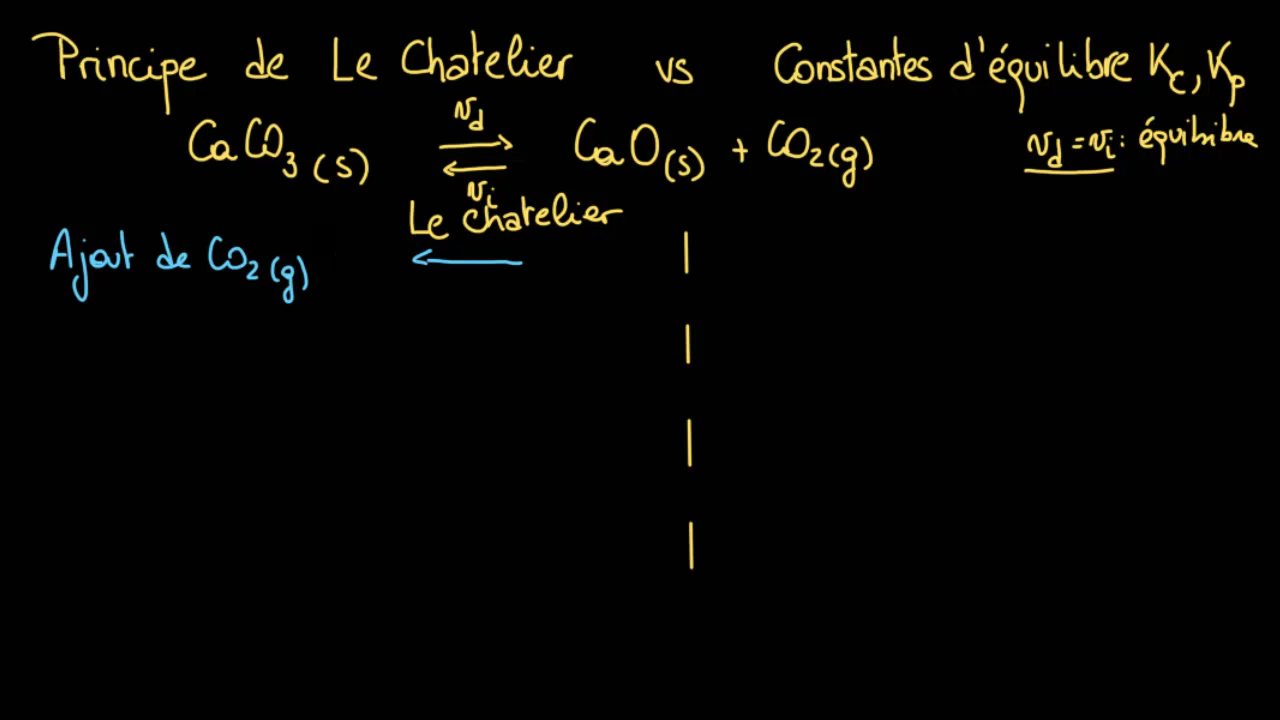 Principe de Le Chatelier vs Constantes d'équilibre Kc, Kp
vd
CaCO3 (s) ⇌ CaO(s) + CO2(g)
vd = vi : équilibre
vi
Le chatelier
Ajout de CO2(g) ←